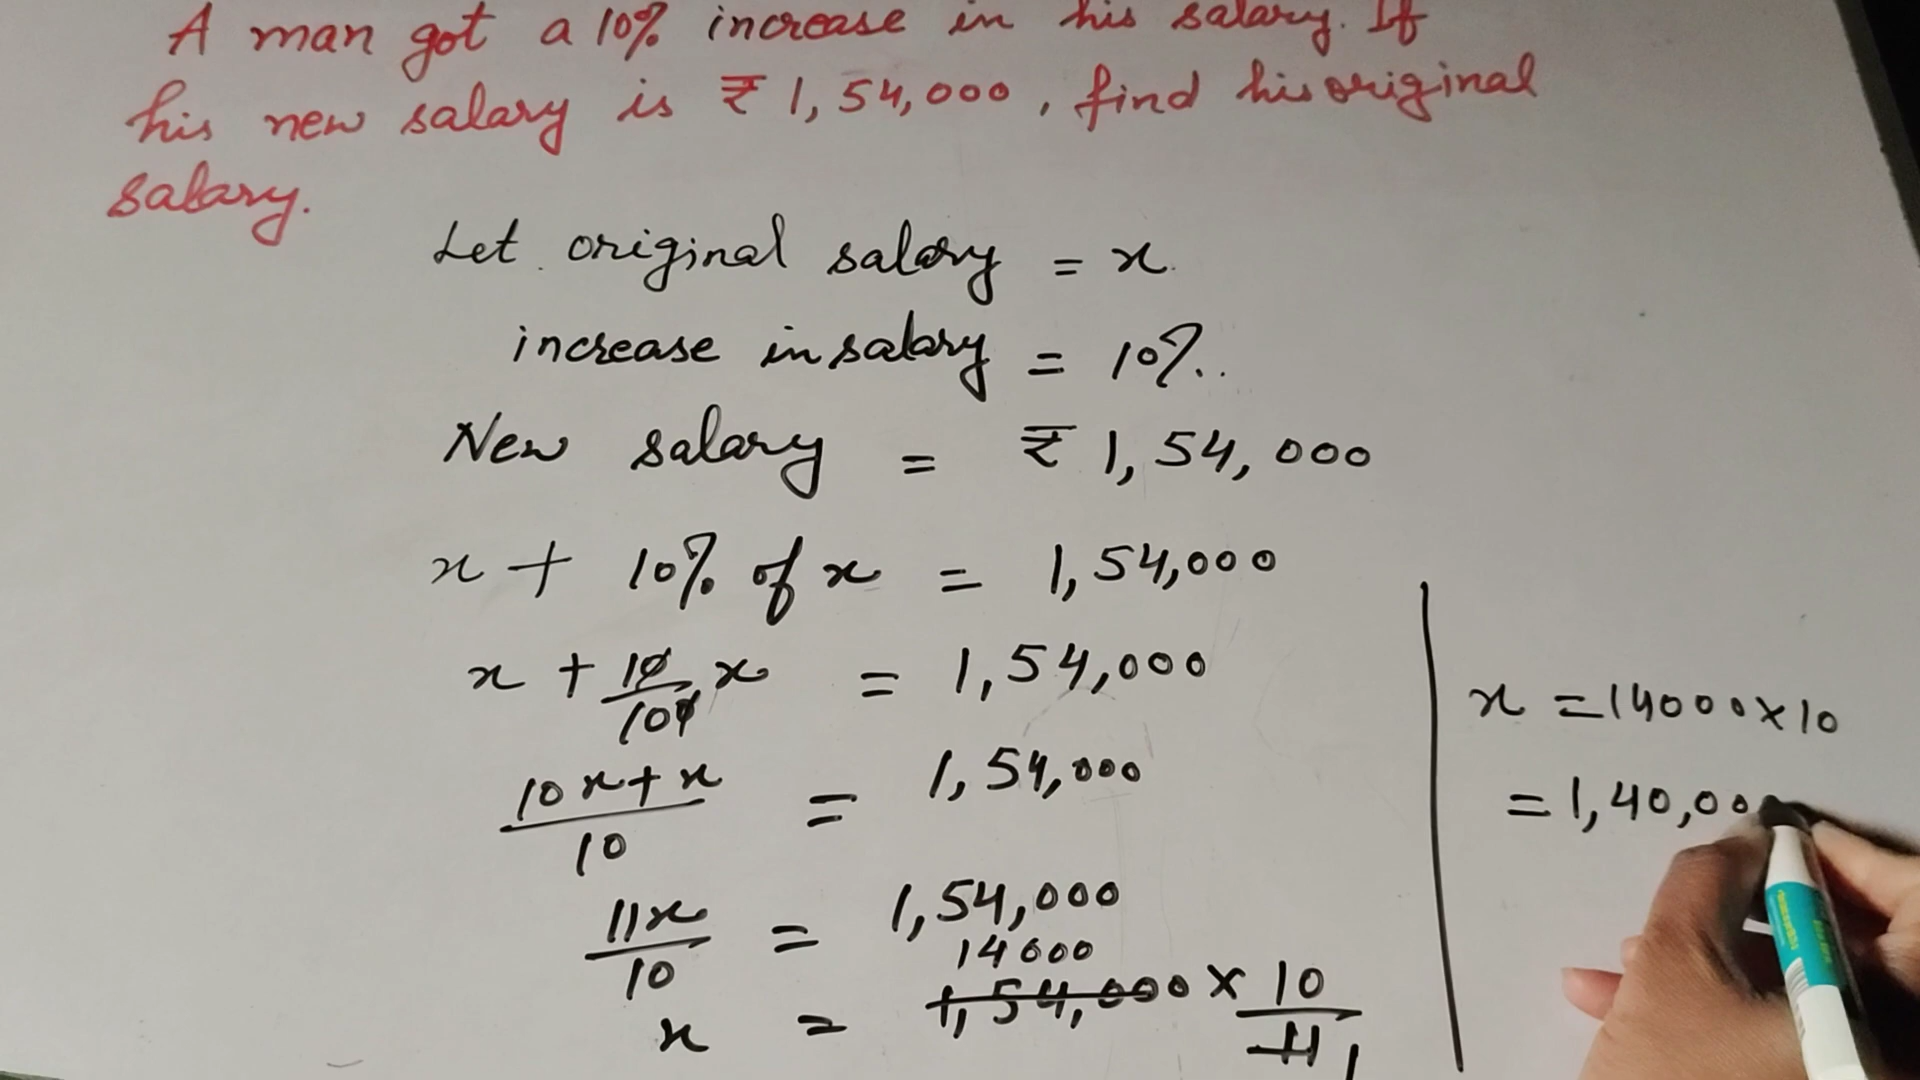 A man got a 10% increase in his salary. If
his new salary is ₹ 1,54,000, find his original
salary.
Let original salary = x
increase in salary = 10%.
New salary = ₹ 1,54,000
x + 10% of x = 1,54,000
x + 10/100 x = 1,54,000
10x + x / 10 = 1,54,000
11x / 10 = 1,54,000
14000
x = 1,54,000 × 10 / 11 1
x = 14000 × 10
= 1,40,00